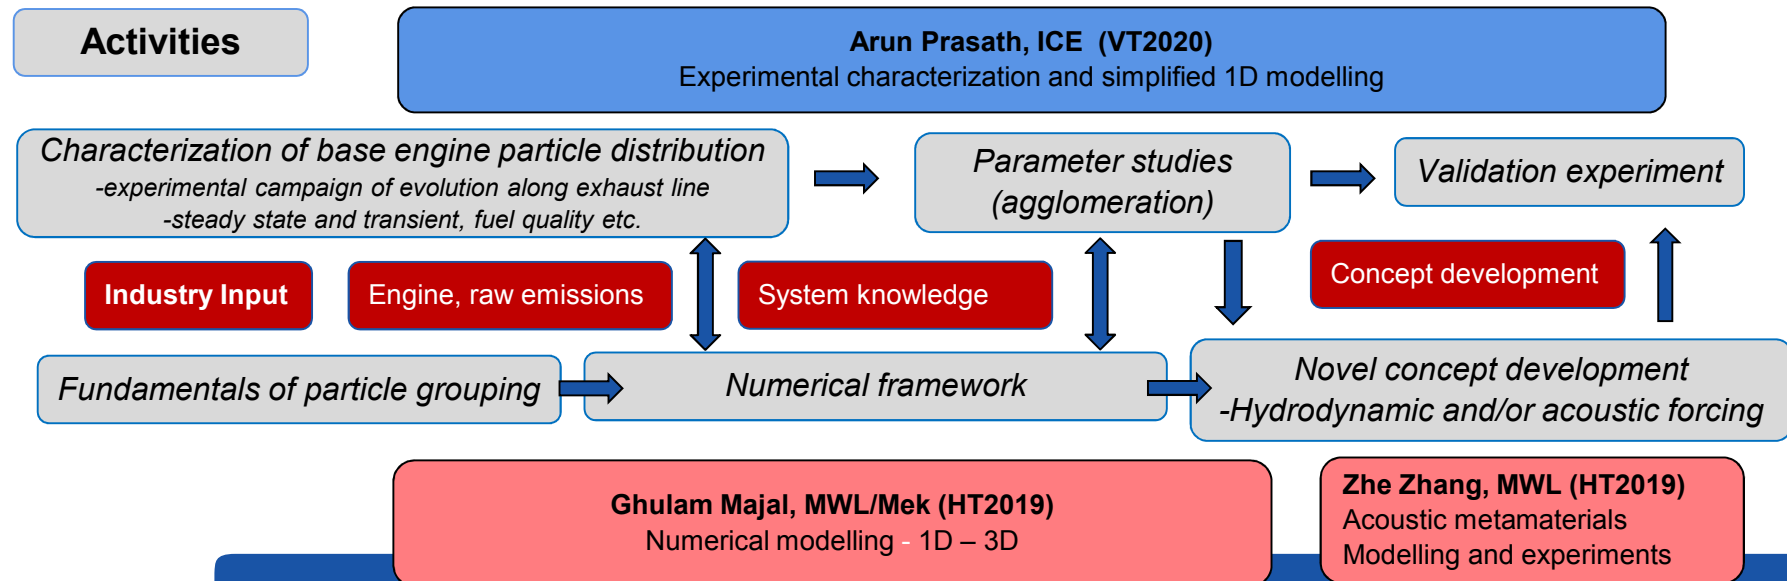 Activities
Arun Prasath, ICE (VT2020)
Experimental characterization and simplified 1D modelling
Characterization of base engine particle distribution
-experimental campaign of evolution along exhaust line
-steady state and transient, fuel quality etc.
Parameter studies
(agglomeration)
Validation experiment
Industry Input
Engine, raw emissions
System knowledge
Concept development
Fundamentals of particle grouping
Numerical framework
Novel concept development
-Hydrodynamic and/or acoustic forcing
Ghulam Majal, MWL/Mek (HT2019)
Numerical modelling - 1D – 3D
Zhe Zhang, MWL (HT2019)
Acoustic metamaterials
Modelling and experiments